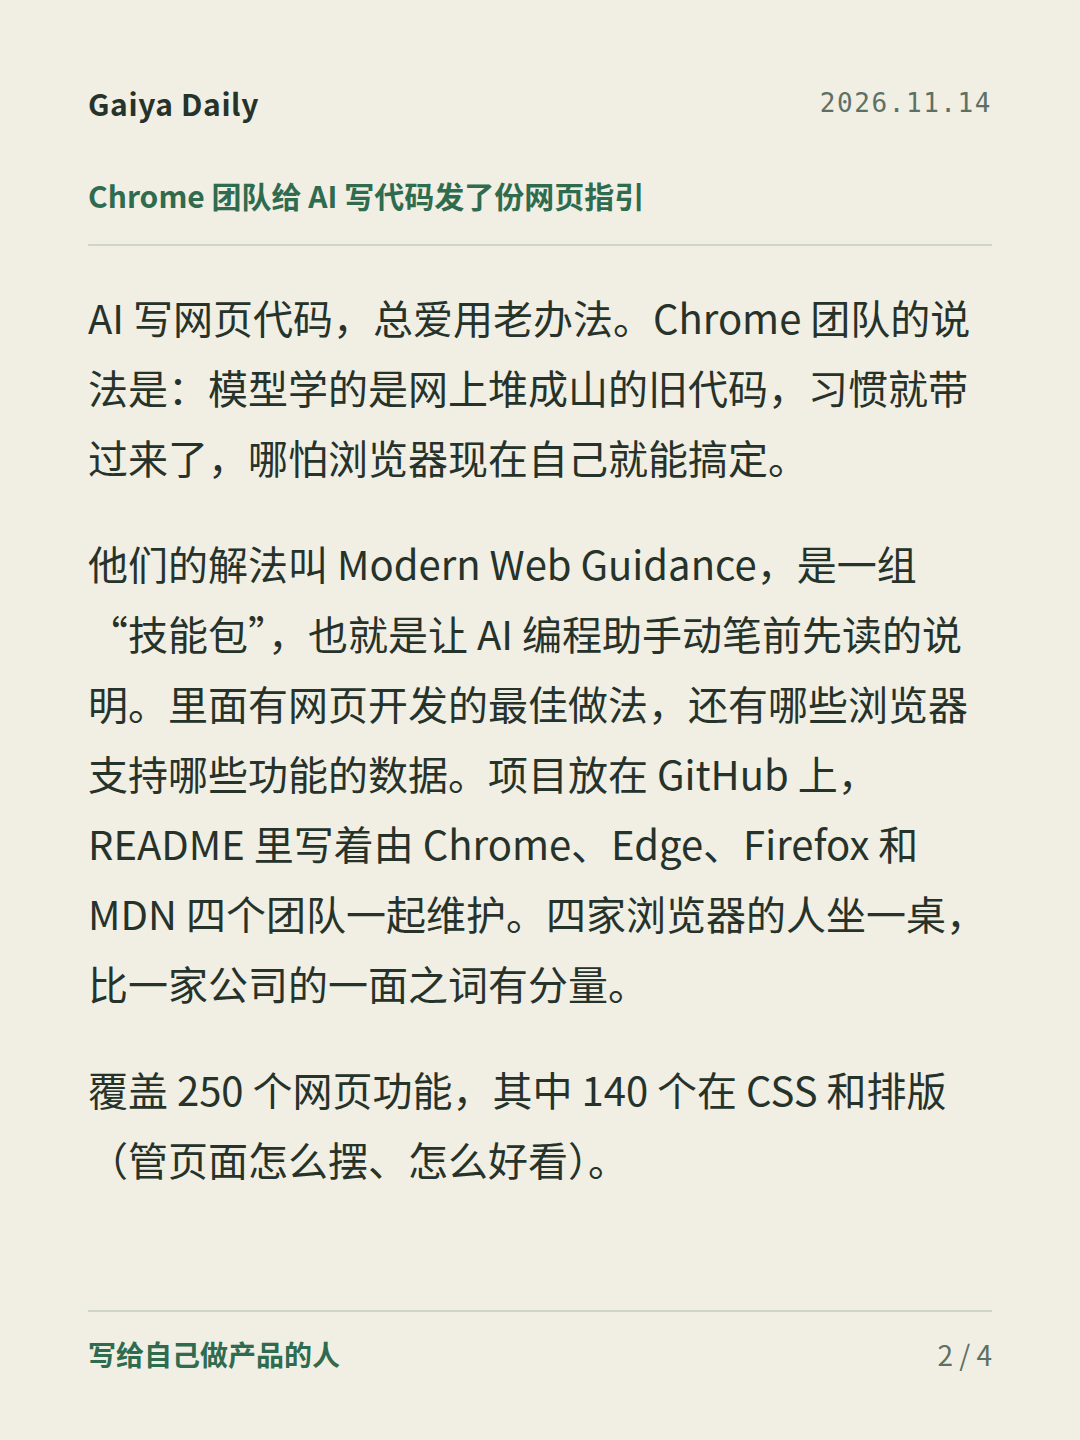 Gaiya Daily
2026.11.14
Chrome 团队给 AI 写代码发了份网页指引
AI 写网页代码，总爱用老办法。Chrome 团队的说
法是：模型学的是网上堆成山的旧代码，习惯就带
过来了，哪怕浏览器现在自己就能搞定。
他们的解法叫 Modern Web Guidance，是一组
“技能包”，也就是让 AI 编程助手动笔前先读的说
明。里面有网页开发的最佳做法，还有哪些浏览器
支持哪些功能的数据。项目放在 GitHub 上，
README 里写着由 Chrome、Edge、Firefox 和
MDN 四个团队一起维护。四家浏览器的人坐一桌，
比一家公司的一面之词有分量。
覆盖 250 个网页功能，其中 140 个在 CSS 和排版
（管页面怎么摆、怎么好看）。
写给自己做产品的人
2 / 4